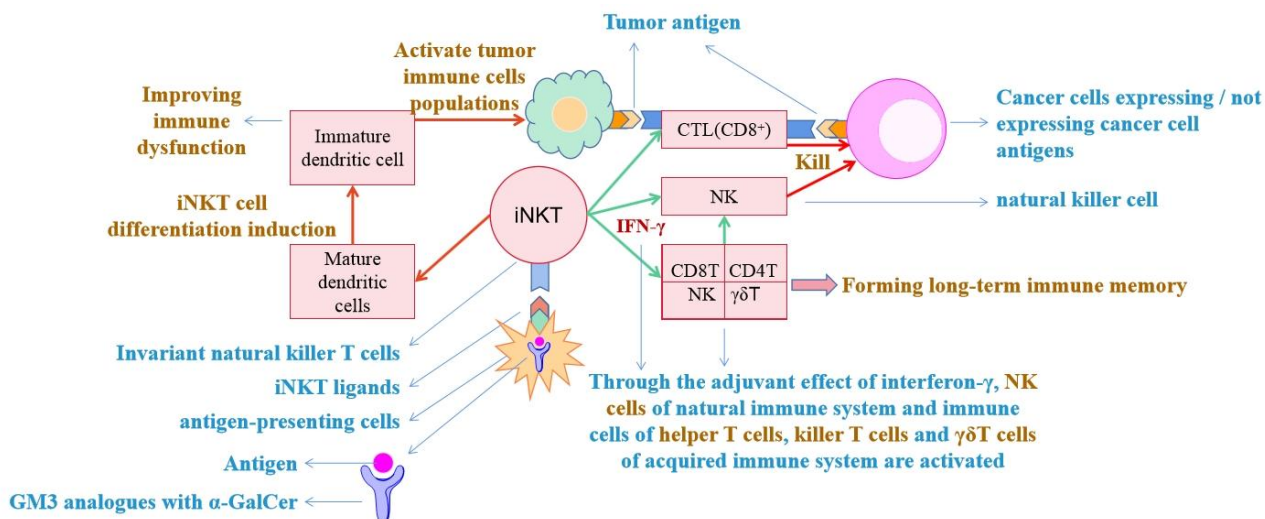 Tumor antigen
Activate tumor
immune cells
populations
Improving
immune
dysfunction
Immature
dendritic cell
CTL(CD8⁺)
Kill
Cancer cells expressing / not
expressing cancer cell
antigens
iNKT cell
differentiation induction
iNKT
NK
natural killer cell
IFN-γ
Mature
dendritic
cells
CD8T
CD4T
NK
γδT
Forming long-term immune memory
Invariant natural killer T cells
iNKT ligands
antigen-presenting cells
Antigen
GM3 analogues with α-GalCer
Through the adjuvant effect of interferon-γ, NK
cells of natural immune system and immune
cells of helper T cells, killer T cells and γδT cells
of acquired immune system are activated